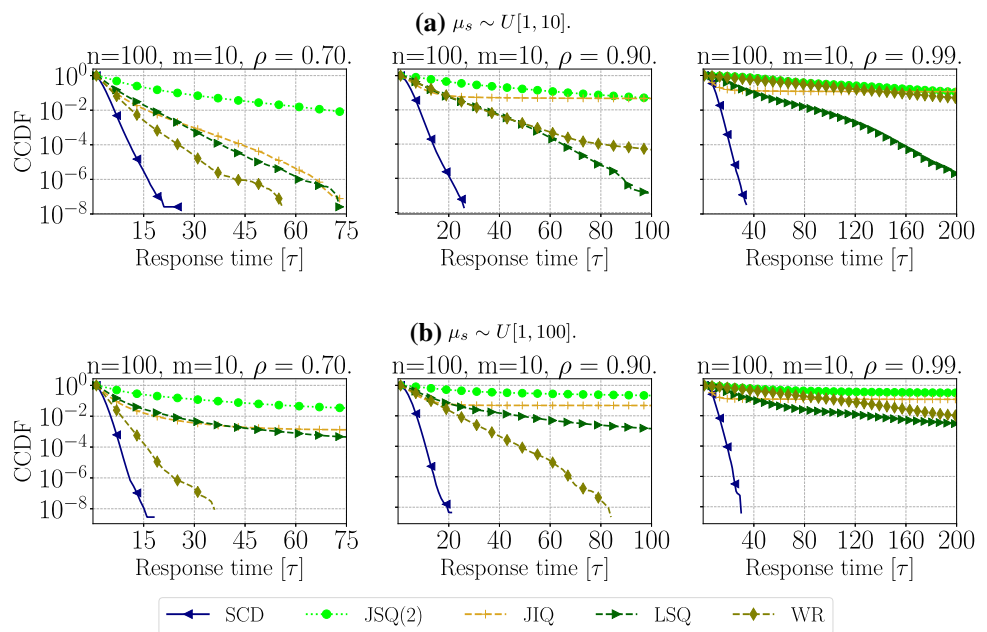 (a) μ_s ∼ U[1, 10].
n=100, m=10, ρ = 0.70. n=100, m=10, ρ = 0.90. n=100, m=10, ρ = 0.99.
CCDF
10^0
10^−2
10^−4
10^−6
10^−8
15 30 45 60 75 20 40 60 80 100 40 80 120 160 200
Response time [τ] Response time [τ] Response time [τ]
(b) μ_s ∼ U[1, 100].
n=100, m=10, ρ = 0.70. n=100, m=10, ρ = 0.90. n=100, m=10, ρ = 0.99.
CCDF
10^0
10^−2
10^−4
10^−6
10^−8
15 30 45 60 75 20 40 60 80 100 40 80 120 160 200
Response time [τ] Response time [τ] Response time [τ]
SCD JSQ(2) JIQ LSQ WR